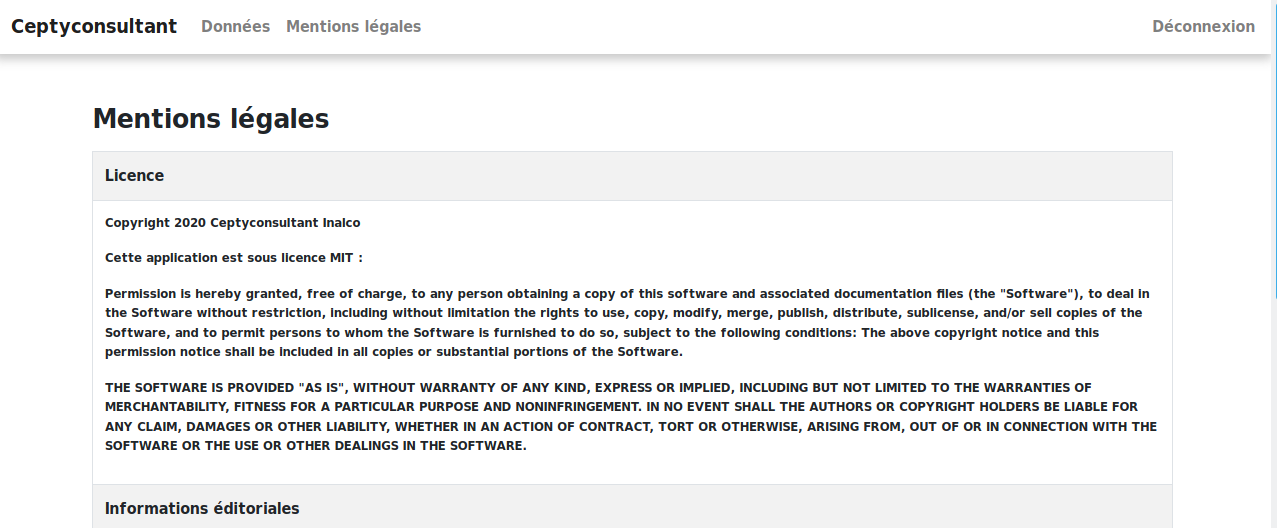 Ceptyconsultant Données Mentions légales Déconnexion
Mentions légales
Licence
Copyright 2020 Ceptyconsultant Inalco
Cette application est sous licence MIT :
Permission is hereby granted, free of charge, to any person obtaining a copy of this software and associated documentation files (the "Software"), to deal in
the Software without restriction, including without limitation the rights to use, copy, modify, merge, publish, distribute, sublicense, and/or sell copies of the
Software, and to permit persons to whom the Software is furnished to do so, subject to the following conditions: The above copyright notice and this
permission notice shall be included in all copies or substantial portions of the Software.
THE SOFTWARE IS PROVIDED "AS IS", WITHOUT WARRANTY OF ANY KIND, EXPRESS OR IMPLIED, INCLUDING BUT NOT LIMITED TO THE WARRANTIES OF
MERCHANTABILITY, FITNESS FOR A PARTICULAR PURPOSE AND NONINFRINGEMENT. IN NO EVENT SHALL THE AUTHORS OR COPYRIGHT HOLDERS BE LIABLE FOR
ANY CLAIM, DAMAGES OR OTHER LIABILITY, WHETHER IN AN ACTION OF CONTRACT, TORT OR OTHERWISE, ARISING FROM, OUT OF OR IN CONNECTION WITH THE
SOFTWARE OR THE USE OR OTHER DEALINGS IN THE SOFTWARE.
Informations éditoriales